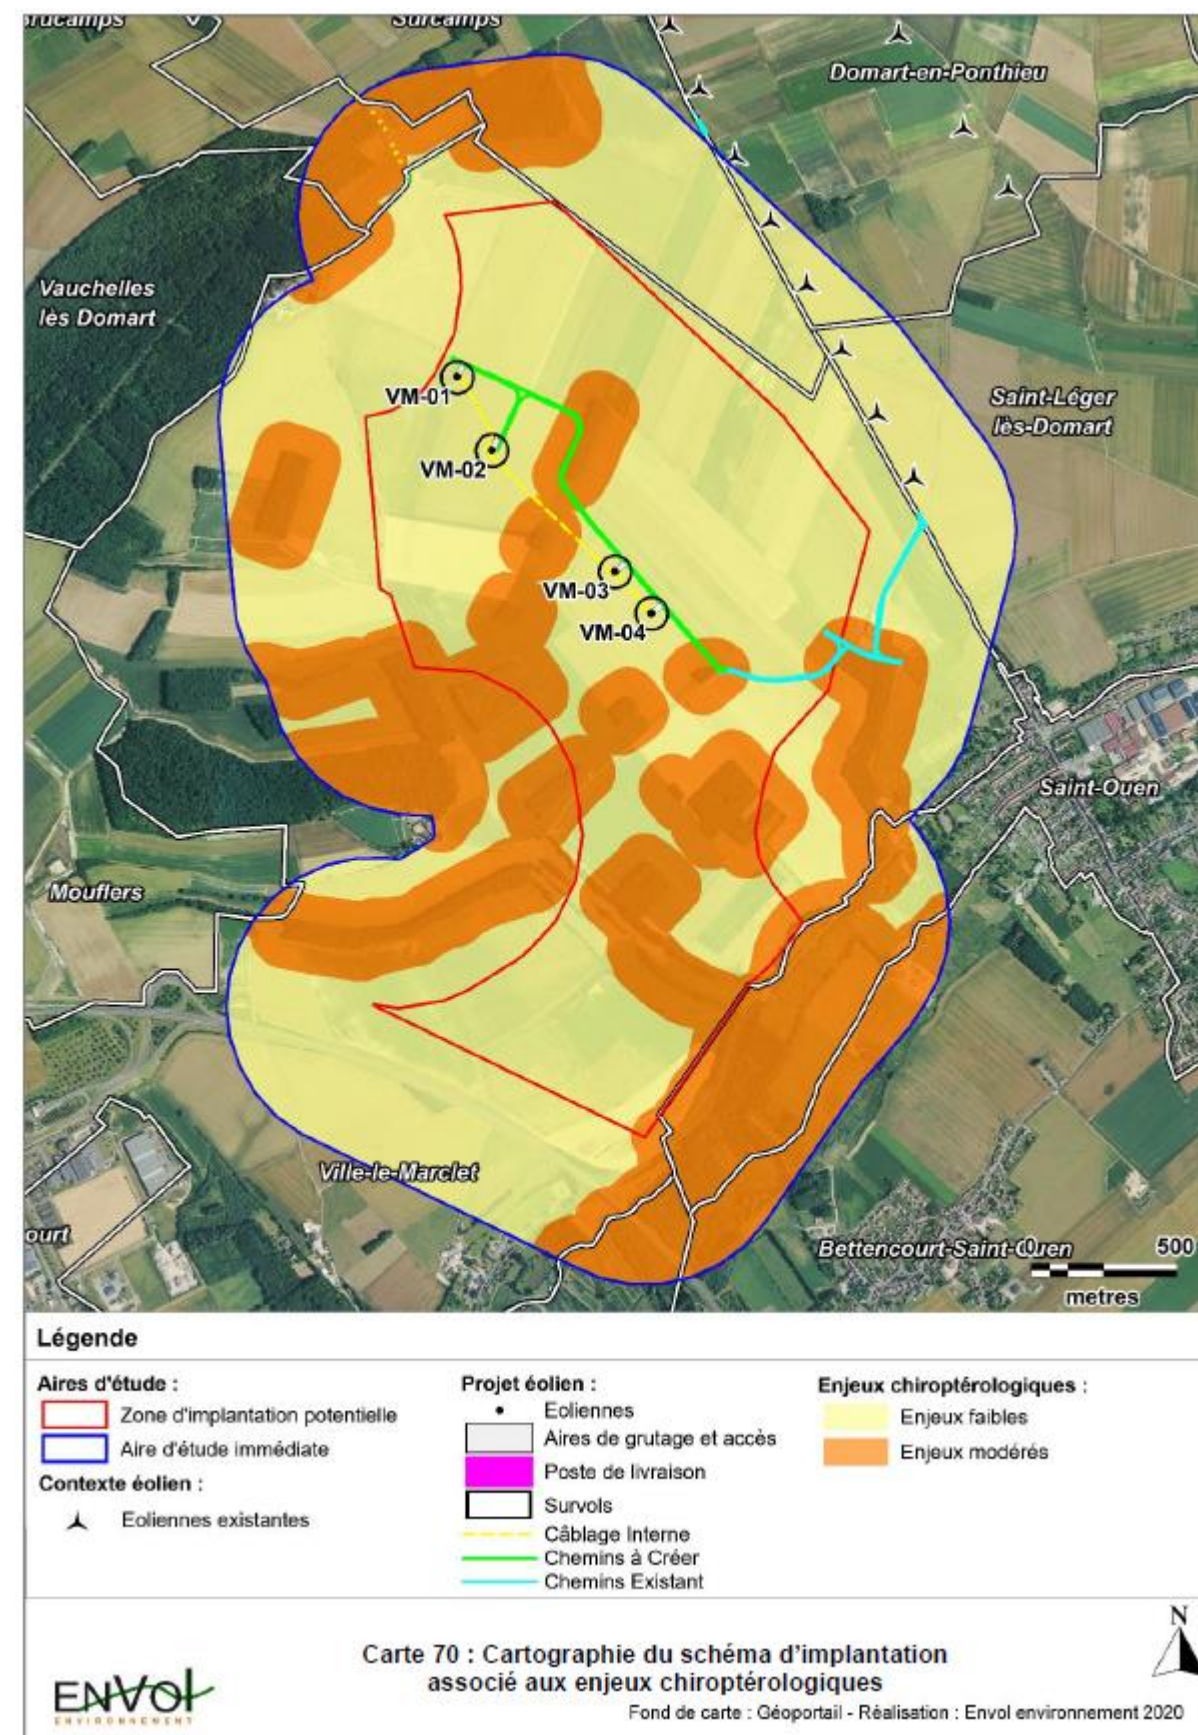 Surcamps
Domart-en-Ponthieu
Vauchelles
lès Domart
VM-01
Saint-Léger
lès-Domart
VM-02
VM-03
VM-04
Saint-Ouen
Mouflers
Ville-le-Marclet
ourt
Bettencourt-Saint-Ouen
0
500
metres
Légende
Aires d'étude :
Zone d'implantation potentielle
Aire d'étude immédiate
Contexte éolien :
Eoliennes existantes
Projet éolien :
Eoliennes
Aires de grutage et accès
Poste de livraison
Survols
Câblage Interne
Chemins à Créer
Chemins Existant
Enjeux chiroptérologiques :
Enjeux faibles
Enjeux modérés
N
Carte 70 : Cartographie du schéma d'implantation
associé aux enjeux chiroptérologiques
Fond de carte : Géoportail - Réalisation : Envol environnement 2020
ENVOL
ENVIRONNEMENT